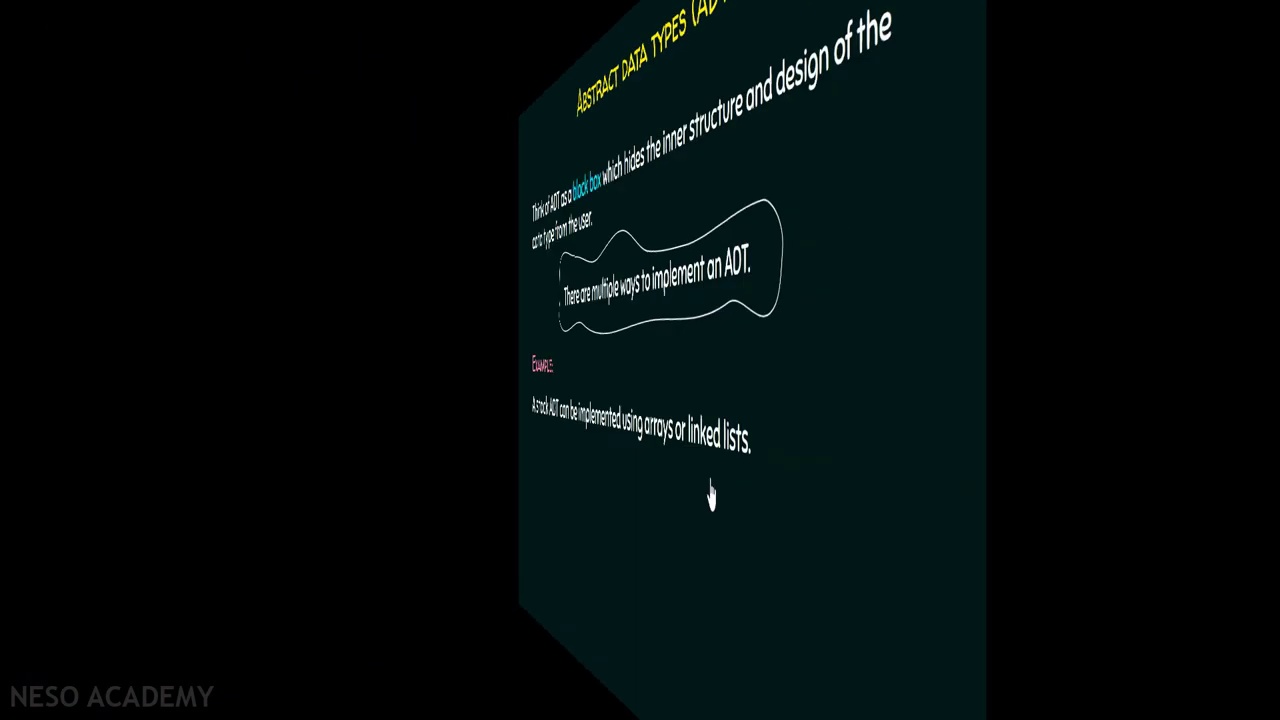 ABSTRACT DATA TYPES (AD
Think of ADT as a black box which hides the inner structure and design of the
data type from the user.
There are multiple ways to implement an ADT.
EXAMPLE:
A stack ADT can be implemented using arrays or linked lists.
NESO ACADEMY